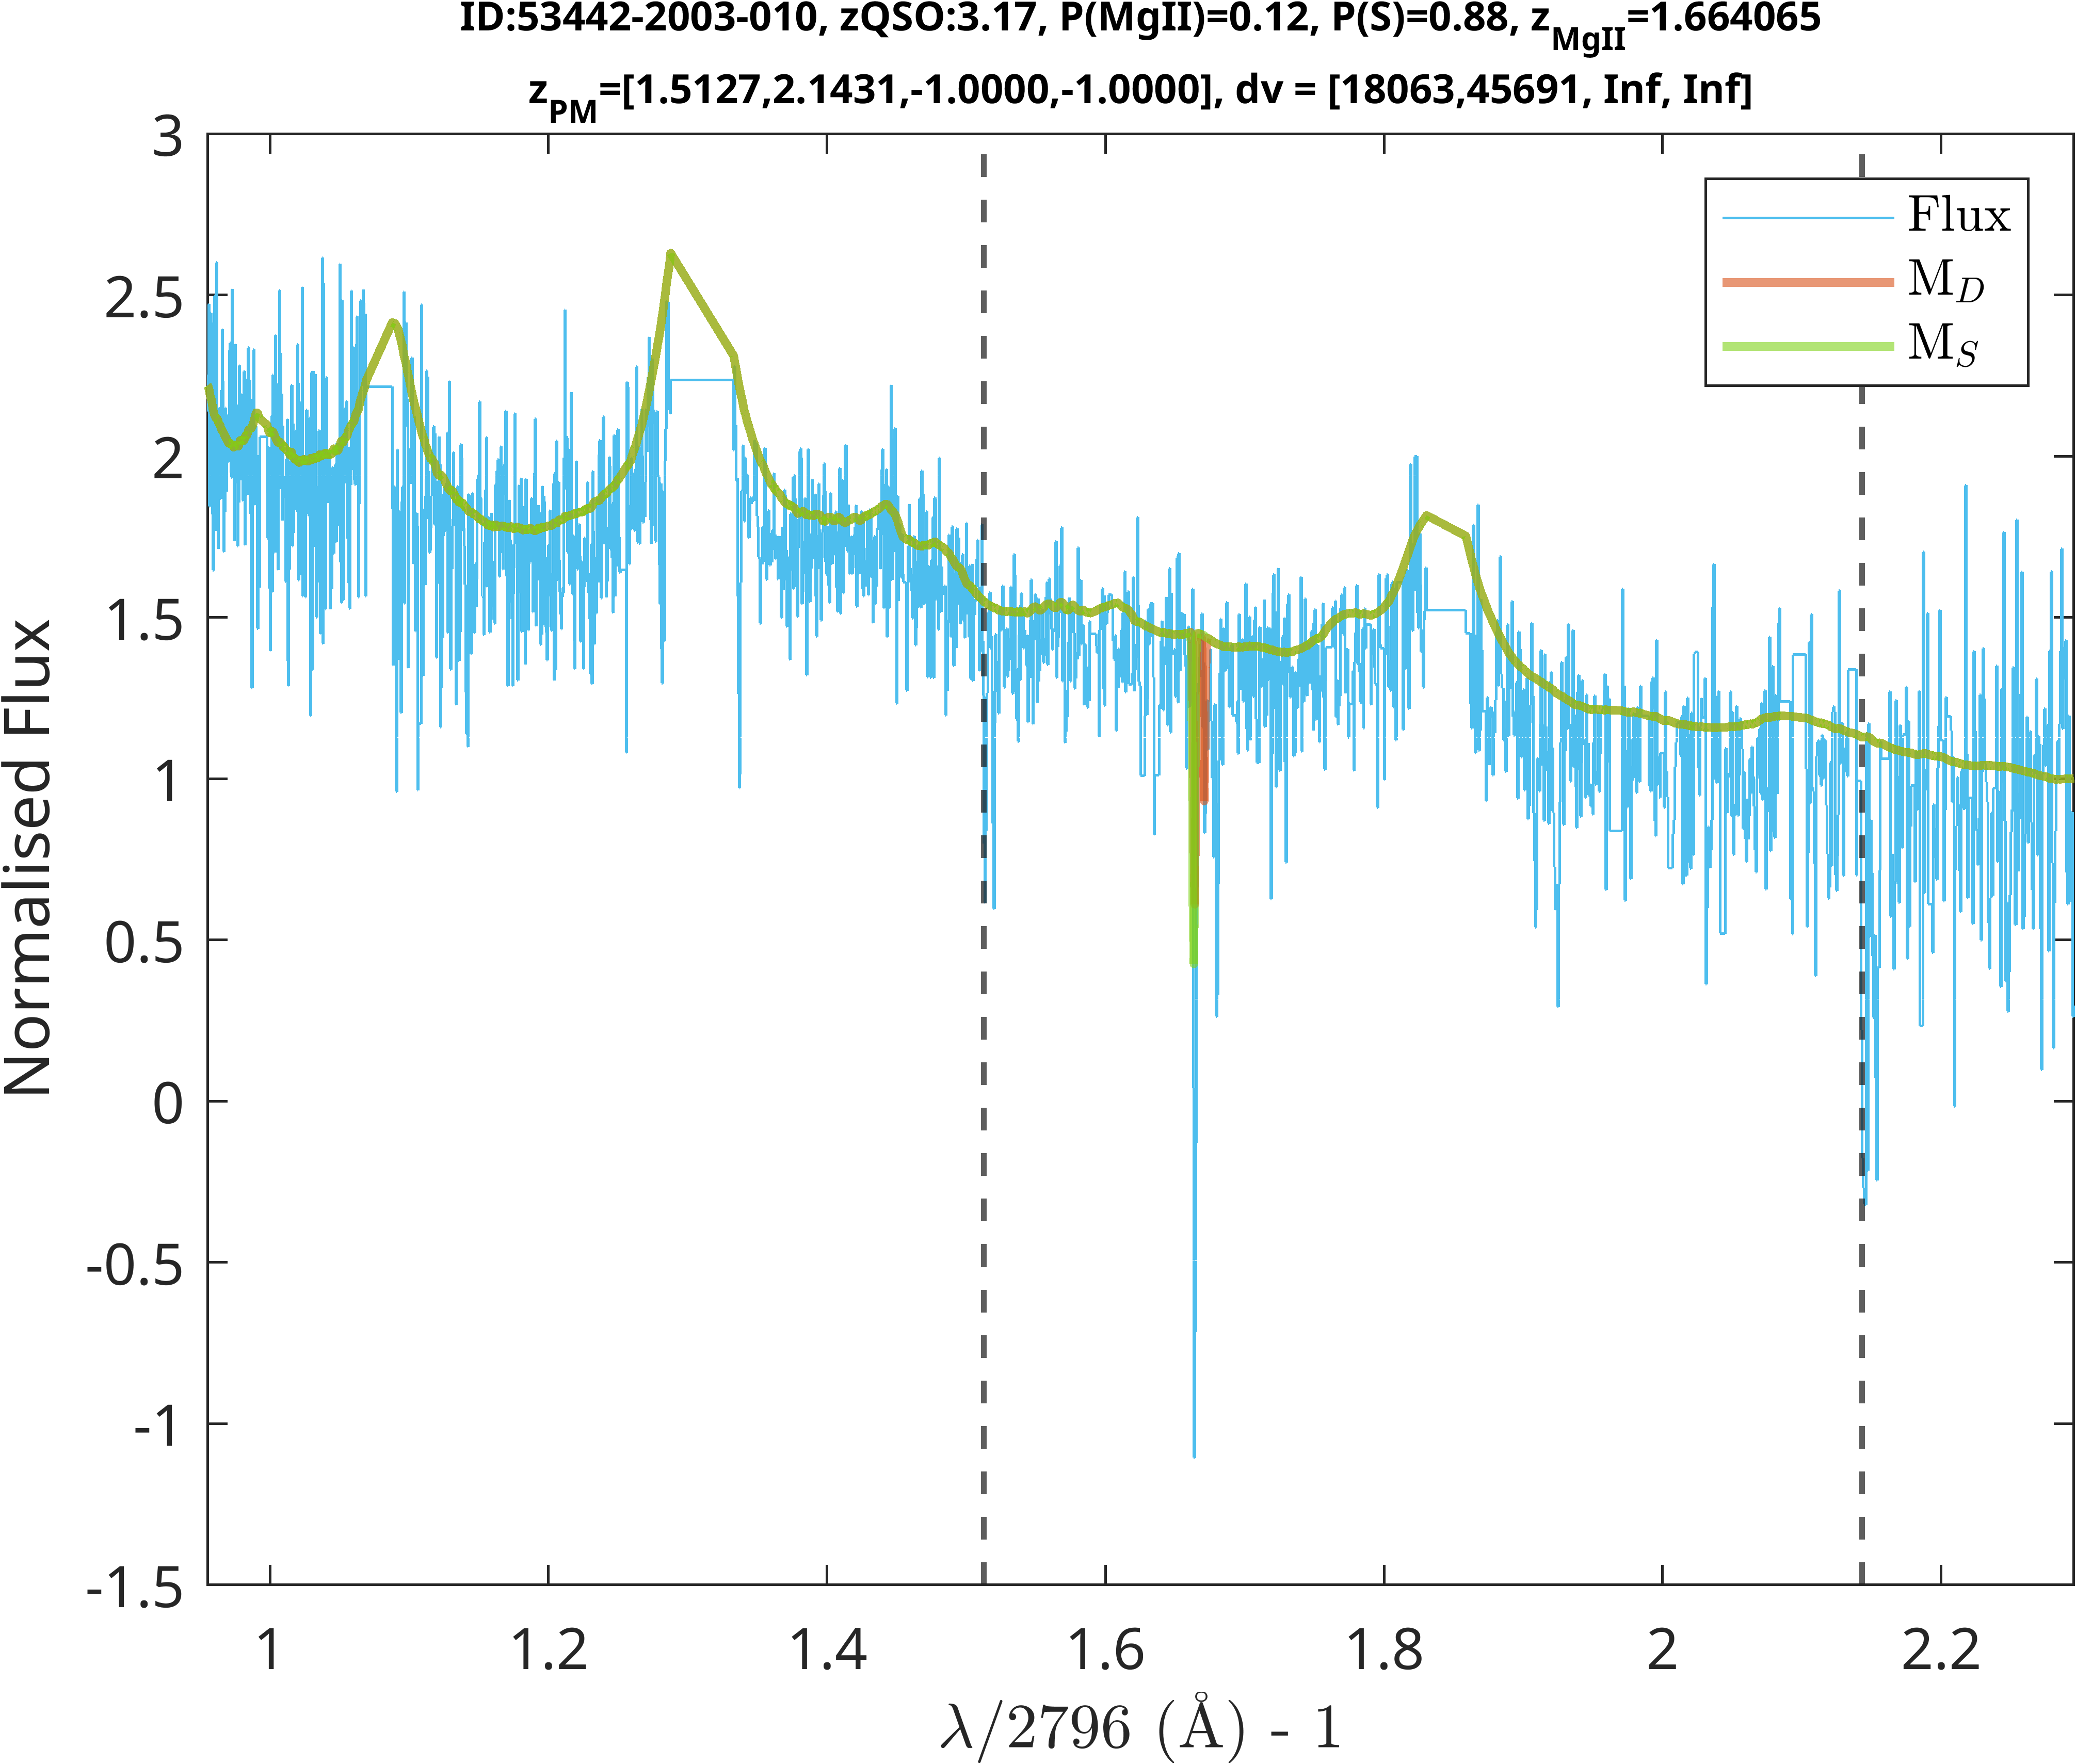 ID:53442-2003-010, zQSO:3.17, P(MgII)=0.12, P(S)=0.88, zMgII=1.664065
zPM=[1.5127,2.1431,-1.0000,-1.0000], dv = [18063,45691, Inf, Inf]
3
2.5
2
1.5
1
0.5
0
-0.5
-1
-1.5
Normalised Flux
Flux
MD
MS
1
1.2
1.4
1.6
1.8
2
2.2
λ/2796 (Å) - 1